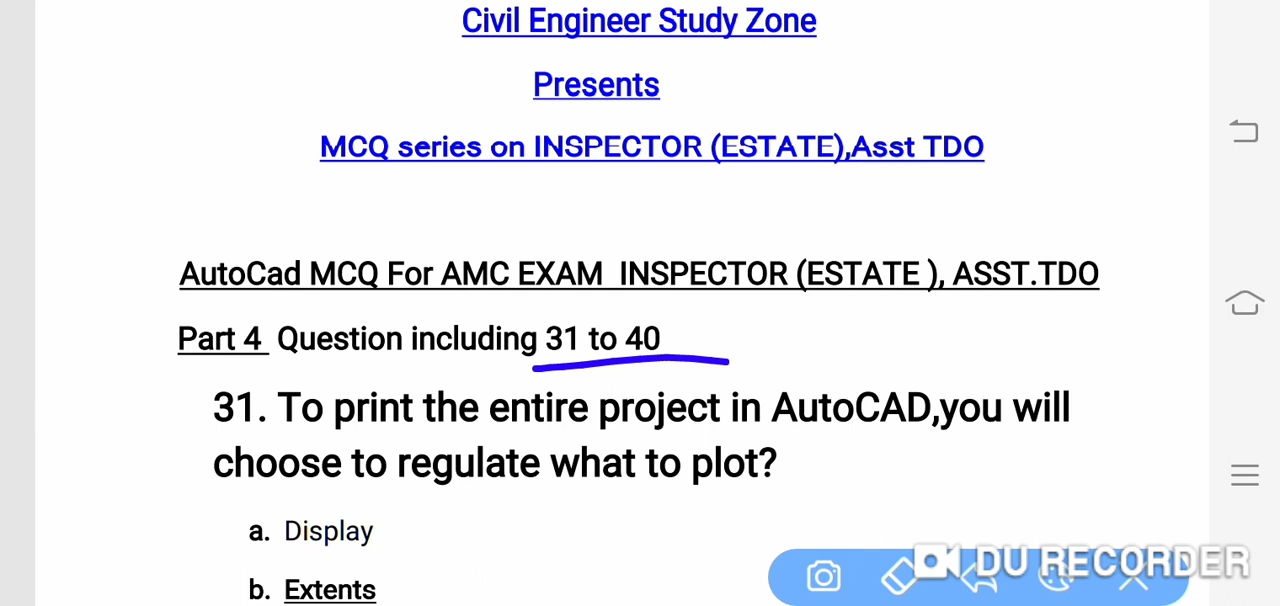 Civil Engineer Study Zone
Presents
MCQ series on INSPECTOR (ESTATE),Asst TDO
AutoCad MCQ For AMC EXAM INSPECTOR (ESTATE ), ASST.TDO
Part 4 Question including 31 to 40
31. To print the entire project in AutoCAD,you will
choose to regulate what to plot?
a. Display
b. Extents
DU RECORDER